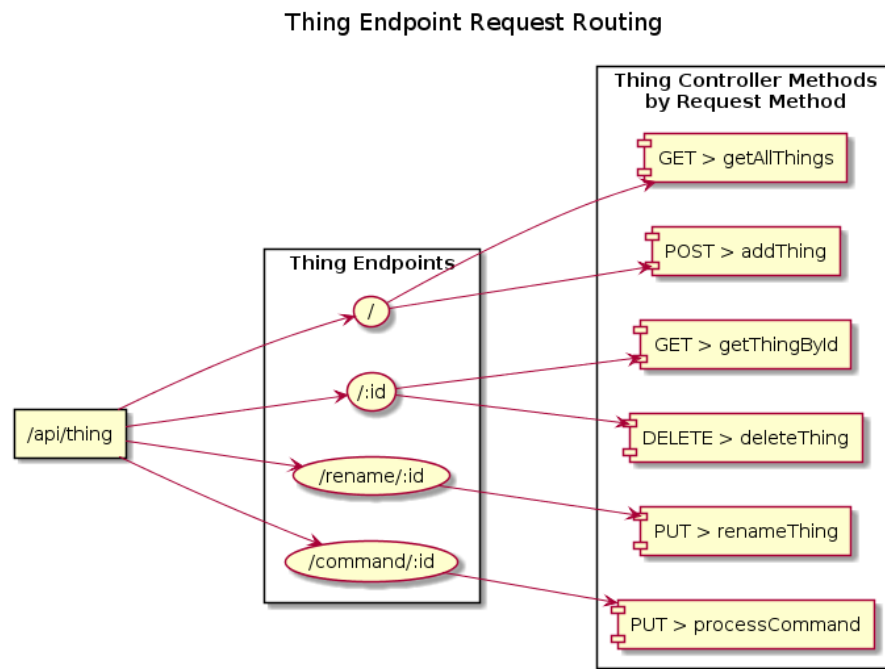 Thing Endpoint Request Routing
Thing Controller Methods
by Request Method
GET > getAllThings
POST > addThing
Thing Endpoints
/
GET > getThingById
/:id
/api/thing
DELETE > deleteThing
/rename/:id
PUT > renameThing
/command/:id
PUT > processCommand